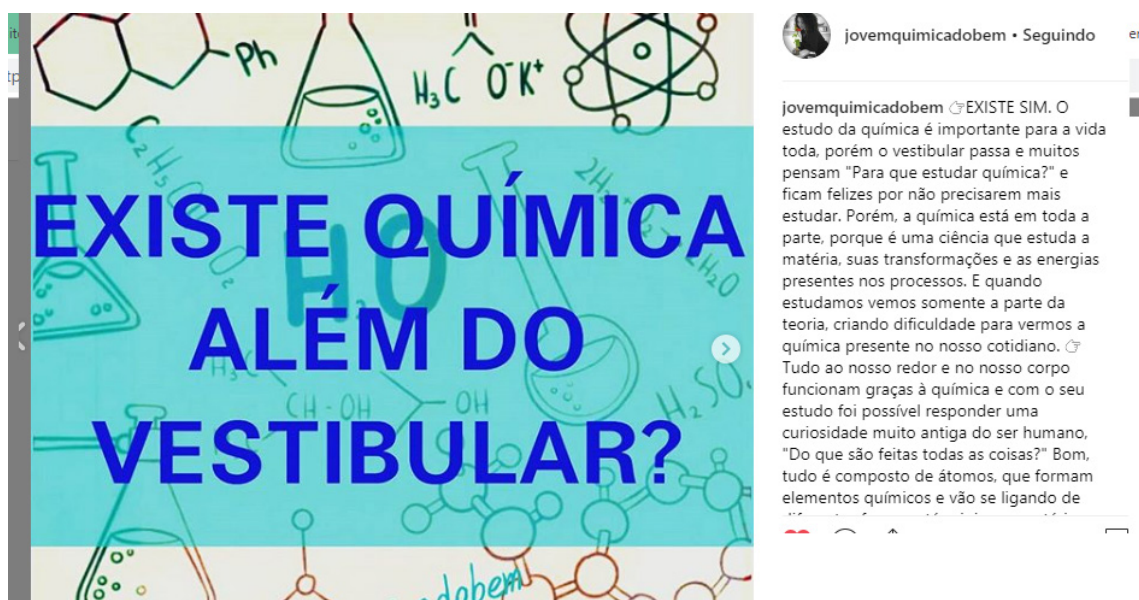 Ph
H₃C O⁻K⁺
EXISTE QUÍMICA
H₂O
ALÉM DO
H₃C
CH-OH
OH
H₂SO
VESTIBULAR?
dobem
jovemquimicadobem • Seguindo
jovemquimicadobem 👉EXISTE SIM. O
estudo da química é importante para a vida
toda, porém o vestibular passa e muitos
pensam "Para que estudar química?" e
ficam felizes por não precisarem mais
estudar. Porém, a química está em toda a
parte, porque é uma ciência que estuda a
matéria, suas transformações e as energias
presentes nos processos. E quando
estudamos vemos somente a parte da
teoria, criando dificuldade para vermos a
química presente no nosso cotidiano. 👉
Tudo ao nosso redor e no nosso corpo
funcionam graças à química e com o seu
estudo foi possível responder uma
curiosidade muito antiga do ser humano,
"Do que são feitas todas as coisas?" Bom,
tudo é composto de átomos, que formam
elementos químicos e vão se ligando de